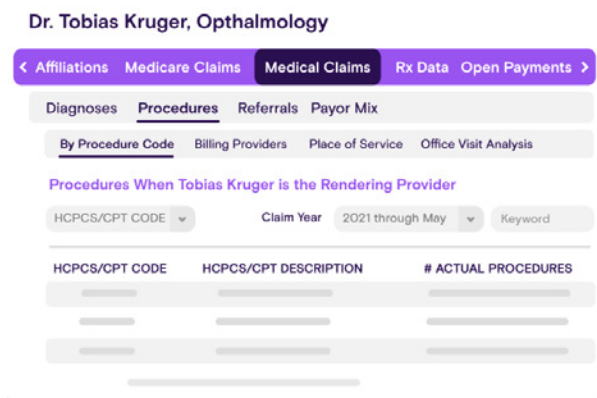 Dr. Tobias Kruger, Opthalmology
< Affiliations Medicare Claims Medical Claims Rx Data Open Payments >
Diagnoses Procedures Referrals Payor Mix
By Procedure Code Billing Providers Place of Service Office Visit Analysis
Procedures When Tobias Kruger is the Rendering Provider
HCPCS/CPT CODE Claim Year 2021 through May Keyword
HCPCS/CPT CODE HCPCS/CPT DESCRIPTION # ACTUAL PROCEDURES